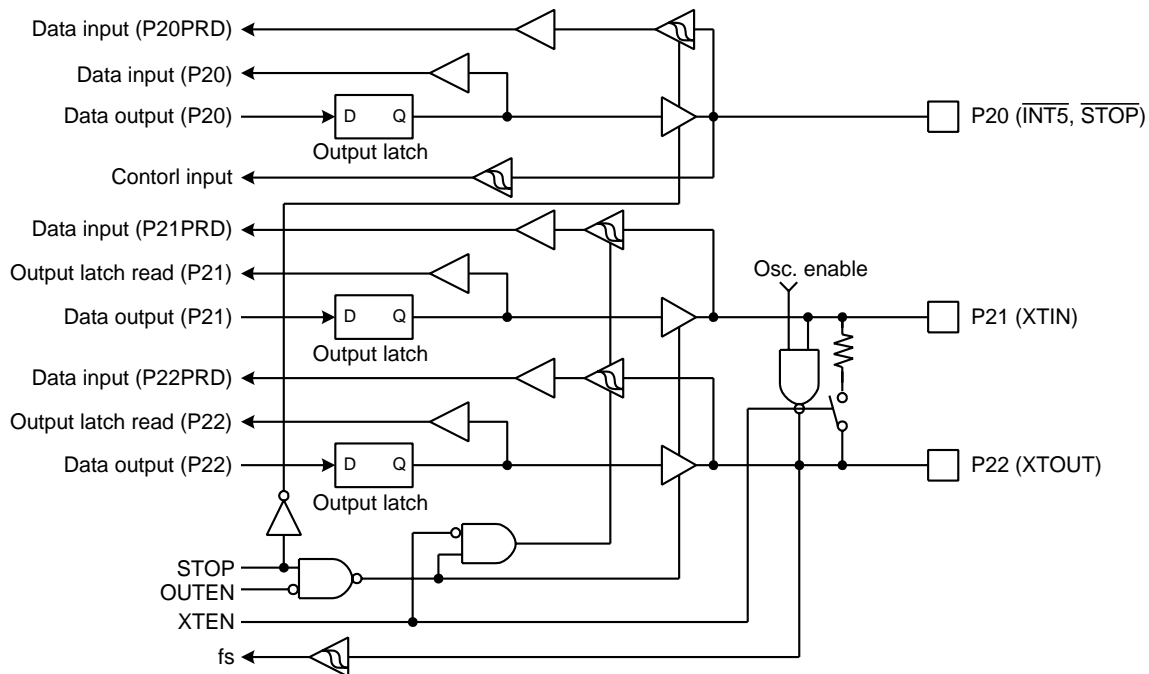 Data input (P20PRD)
Data input (P20)
Data output (P20)
D Q
Output latch
P20 (INT5, STOP)
Contorl input
Data input (P21PRD)
Output latch read (P21)
Osc. enable
Data output (P21)
D Q
Output latch
P21 (XTIN)
Data input (P22PRD)
Output latch read (P22)
Data output (P22)
D Q
Output latch
P22 (XTOUT)
STOP
OUTEN
XTEN
fs